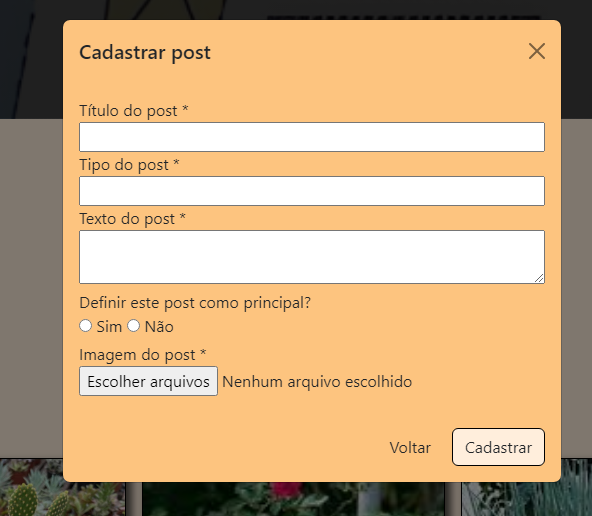 Cadastrar post
Título do post *
Tipo do post *
Texto do post *
Definir este post como principal?
Sim Não
Imagem do post *
Escolher arquivos Nenhum arquivo escolhido
Voltar Cadastrar